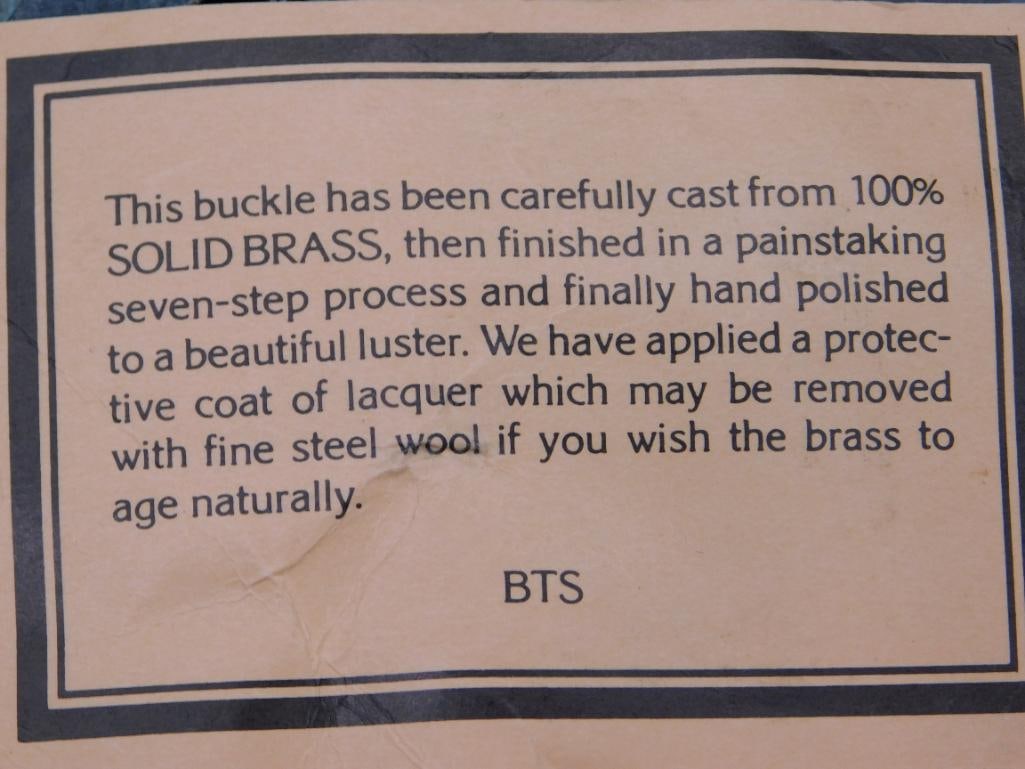 This buckle has been carefully cast from 100%
SOLID BRASS, then finished in a painstaking
seven-step process and finally hand polished
to a beautiful luster. We have applied a protec-
tive coat of lacquer which may be removed
with fine steel wool if you wish the brass to
age naturally.
BTS